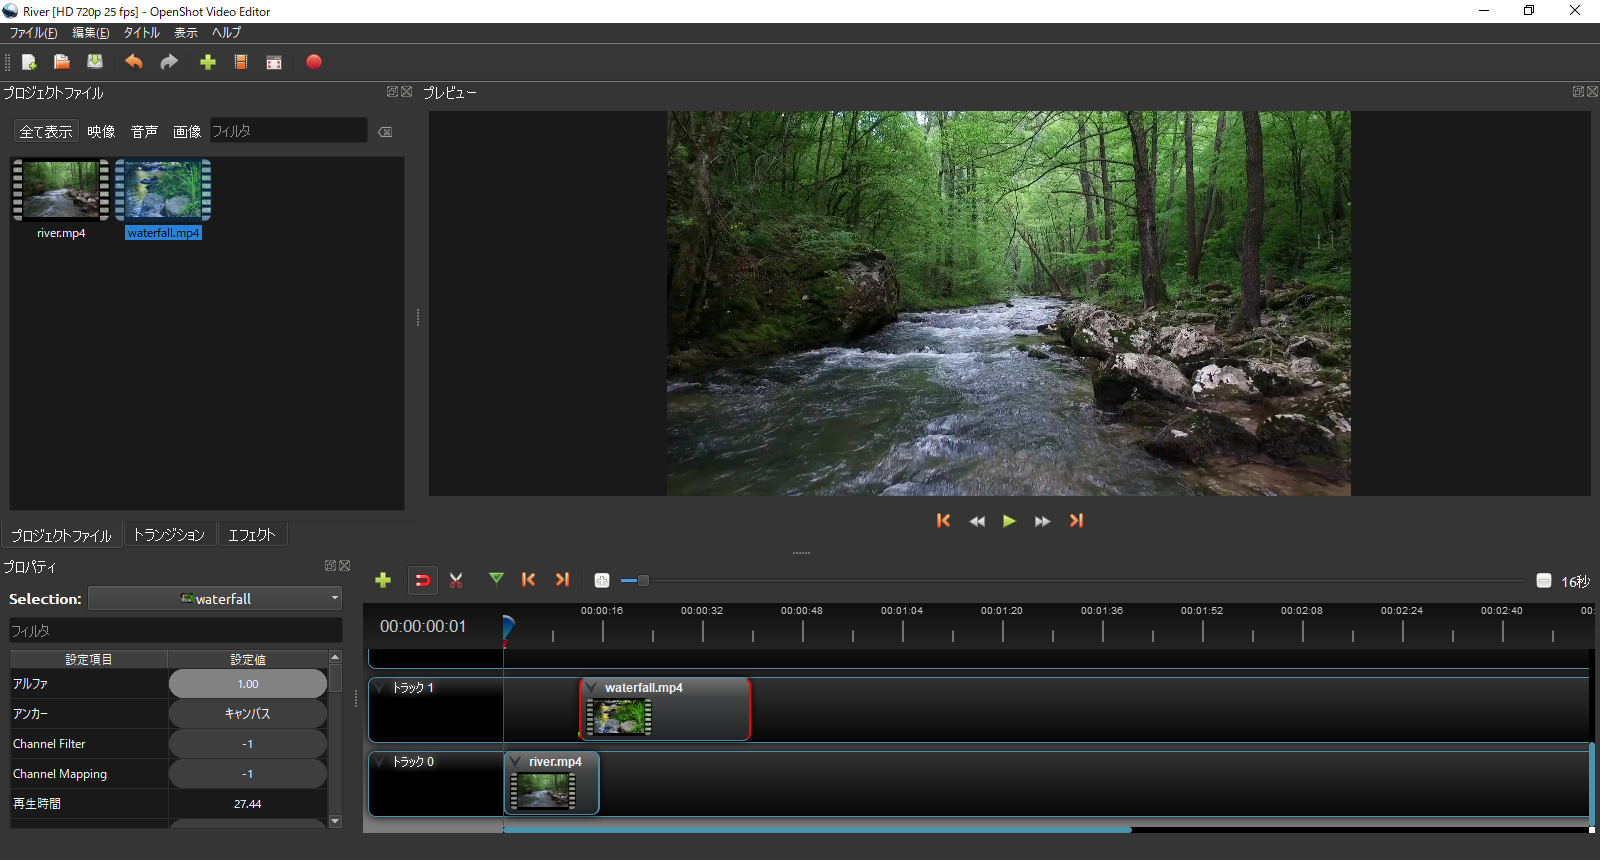 River [HD 720p 25 fps] - OpenShot Video Editor
ファイル(F) 編集(E) タイトル 表示 ヘルプ
プロジェクトファイル
プレビュー
全て表示 映像 音声 画像 フィルタ
river.mp4 waterfall.mp4
プロジェクトファイル トランジション エフェクト
プロパティ
Selection: waterfall
フィルタ
設定項目 設定値
アルファ 1.00
アンカー キャンバス
Channel Filter -1
Channel Mapping -1
再生時間 27.44
16秒
00:00:00:01
00:00:16 00:00:32 00:00:48 00:01:04 00:01:20 00:01:36 00:01:52 00:02:08 00:02:24 00:02:40 00:
トラック 1 waterfall.mp4
トラック 0 river.mp4